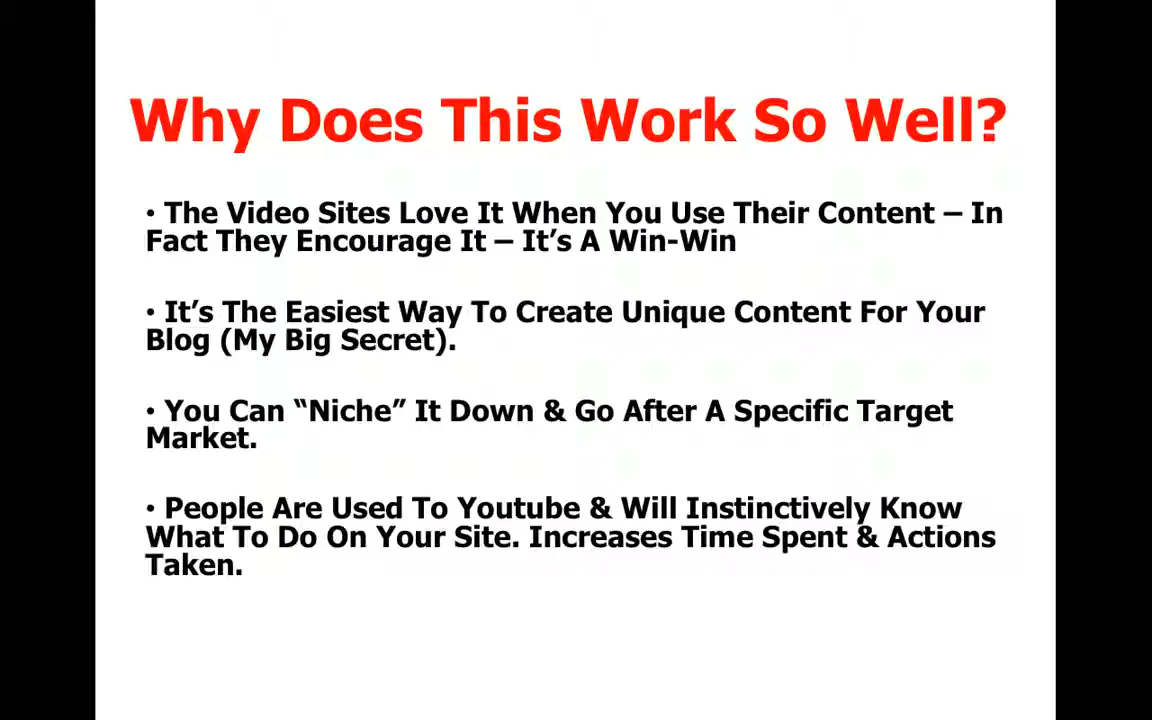 Why Does This Work So Well?
• The Video Sites Love It When You Use Their Content – In
Fact They Encourage It – It’s A Win-Win
• It’s The Easiest Way To Create Unique Content For Your
Blog (My Big Secret).
• You Can “Niche” It Down & Go After A Specific Target
Market.
• People Are Used To Youtube & Will Instinctively Know
What To Do On Your Site. Increases Time Spent & Actions
Taken.